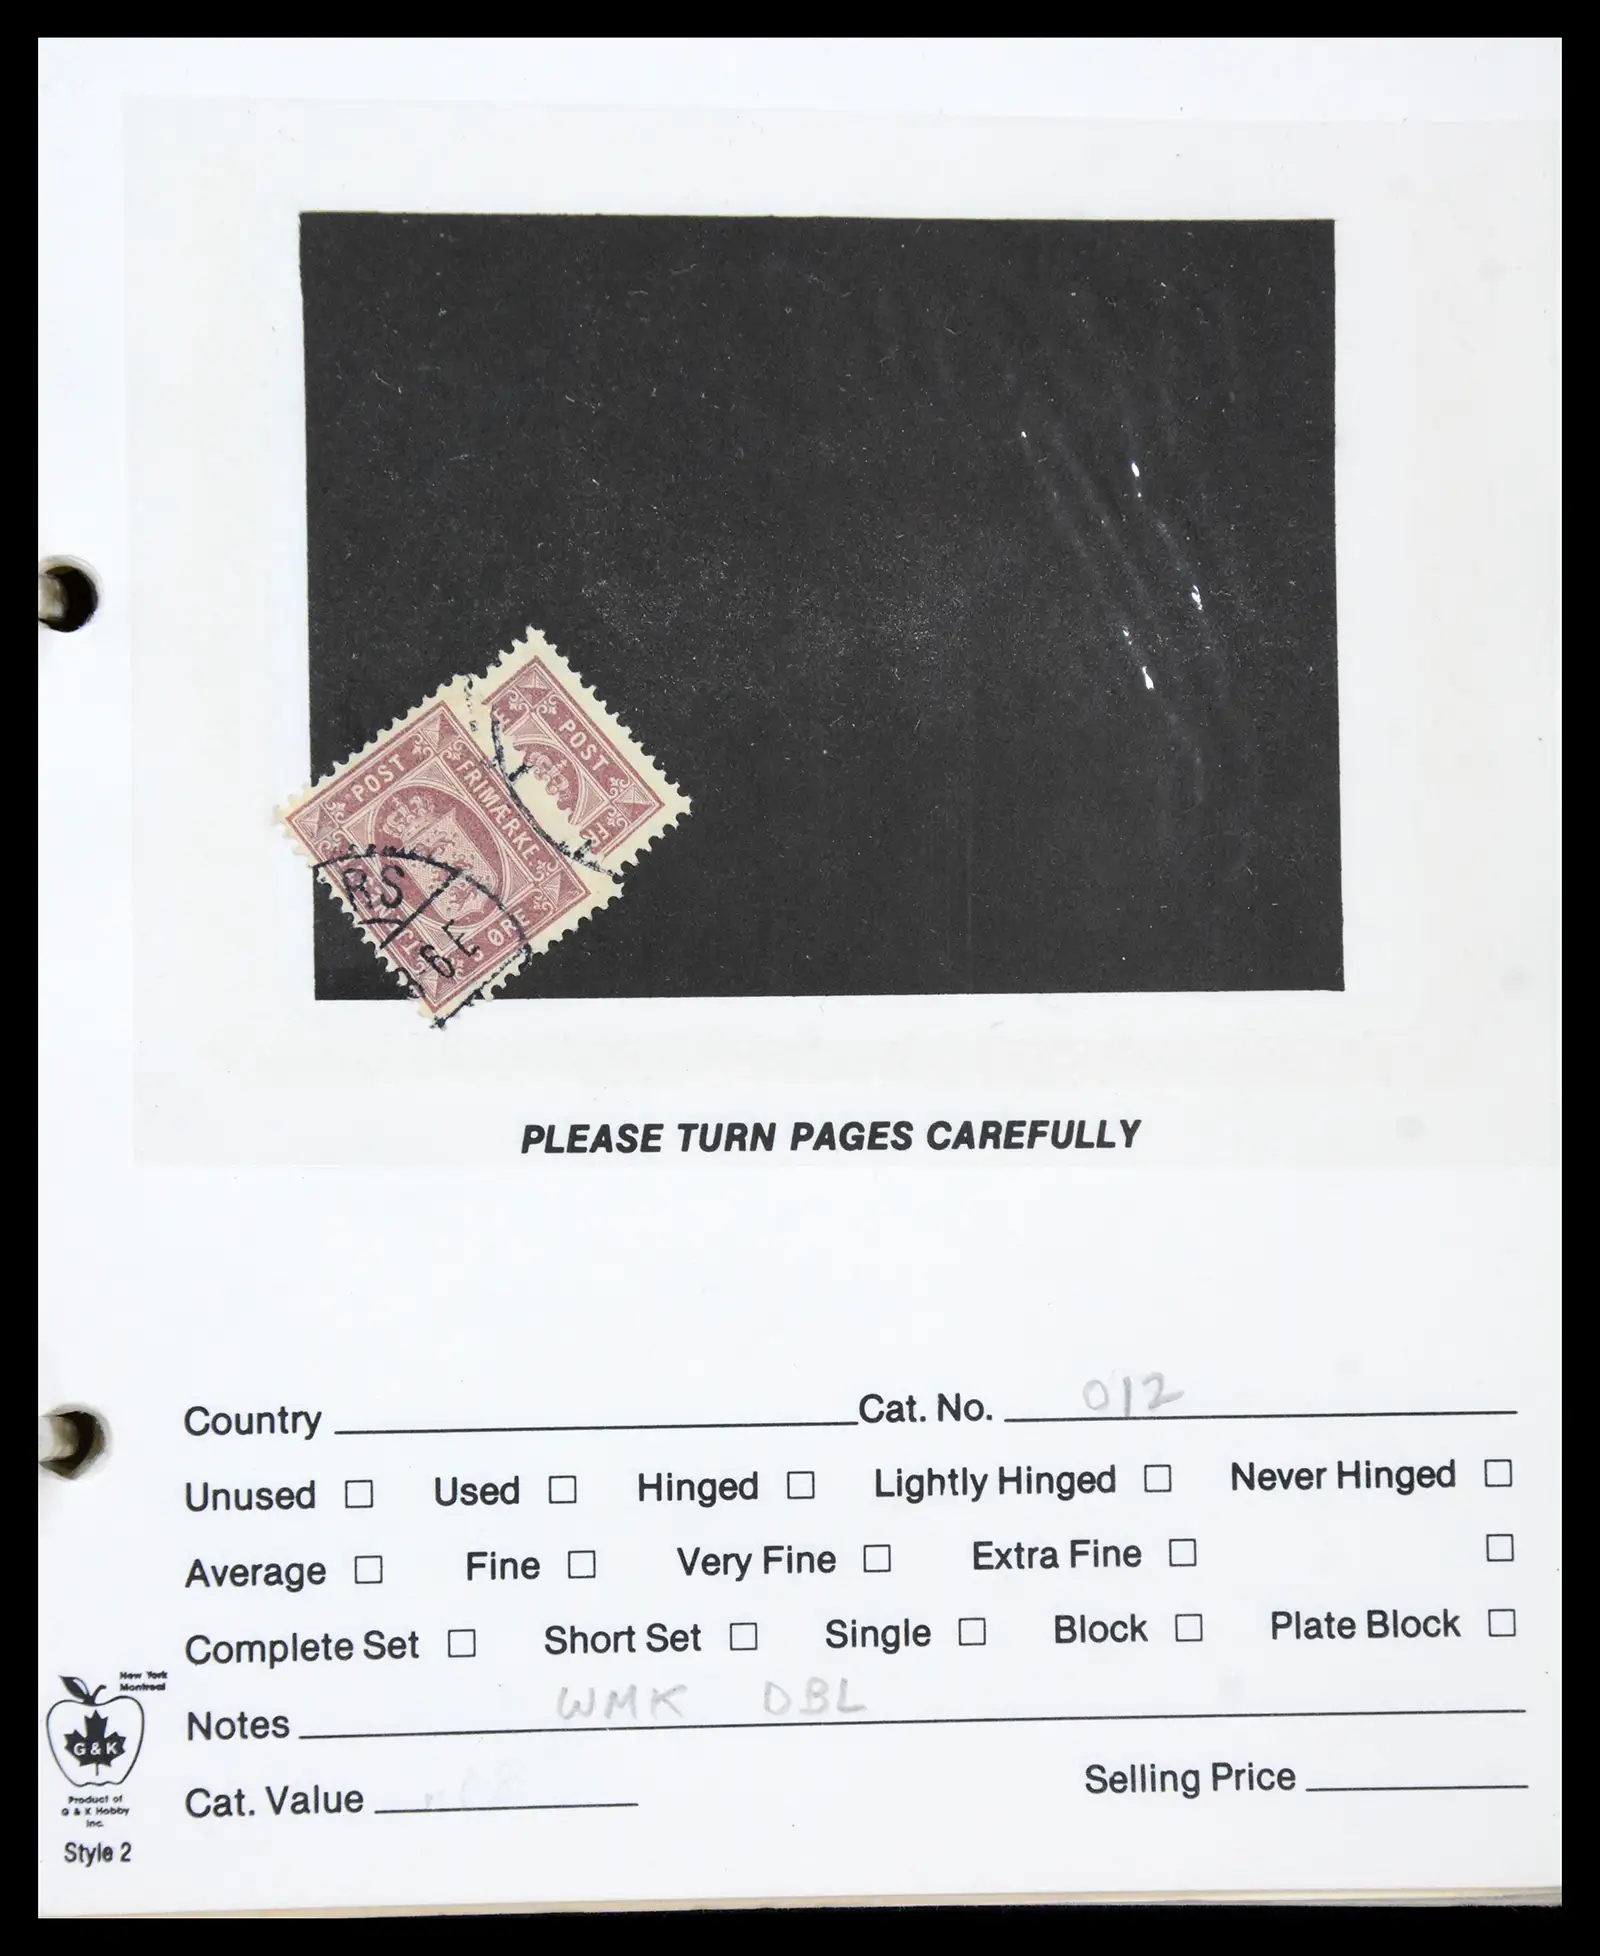 POST
FR
POST
FRIMÆRKE
ØRE
RS
PLEASE TURN PAGES CAREFULLY
Country Cat. No. 012
Unused Used Hinged Lightly Hinged Never Hinged
Average Fine Very Fine Extra Fine
Complete Set Short Set Single Block Plate Block
New York
Montreal
Notes WMK DBL
G & K
Cat. Value Selling Price
Product of
G & K Hobby
Inc.
Style 2